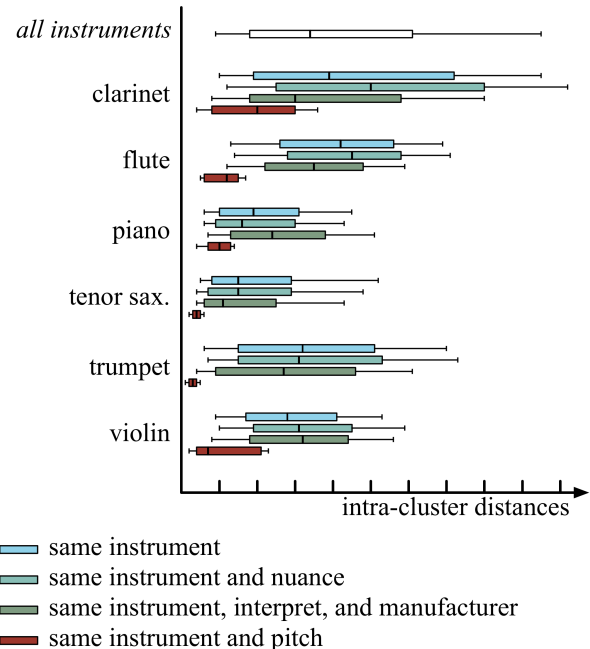 all instruments
clarinet
flute
piano
tenor sax.
trumpet
violin
intra-cluster distances
same instrument
same instrument and nuance
same instrument, interpret, and manufacturer
same instrument and pitch